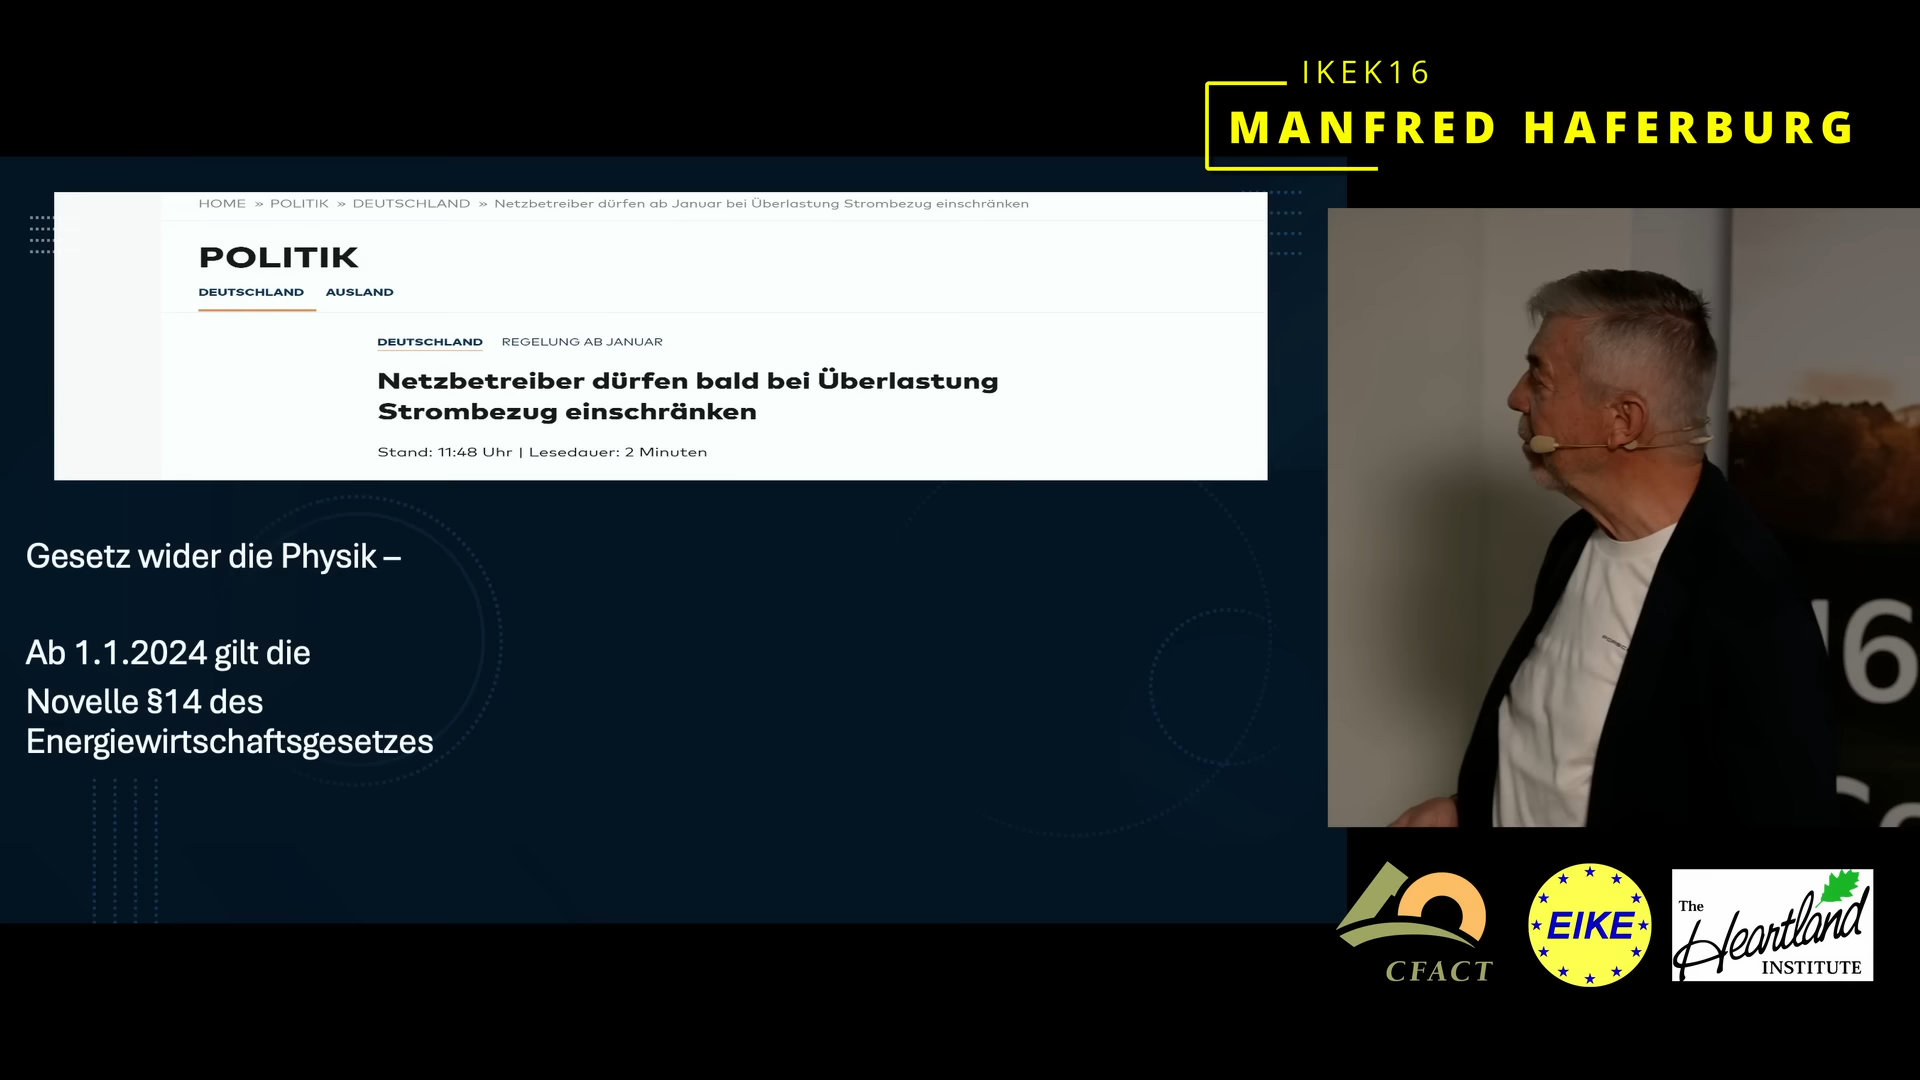 IKEK16
MANFRED HAFERBURG
HOME » POLITIK » DEUTSCHLAND » Netzbetreiber dürfen ab Januar bei Überlastung Strombezug einschränken
POLITIK
DEUTSCHLAND AUSLAND
DEUTSCHLAND REGELUNG AB JANUAR
Netzbetreiber dürfen bald bei Überlastung
Strombezug einschränken
Stand: 11:48 Uhr | Lesedauer: 2 Minuten
Gesetz wider die Physik –
Ab 1.1.2024 gilt die
Novelle §14 des
Energiewirtschaftsgesetzes
CFACT
EIKE
The
Heartland
INSTITUTE